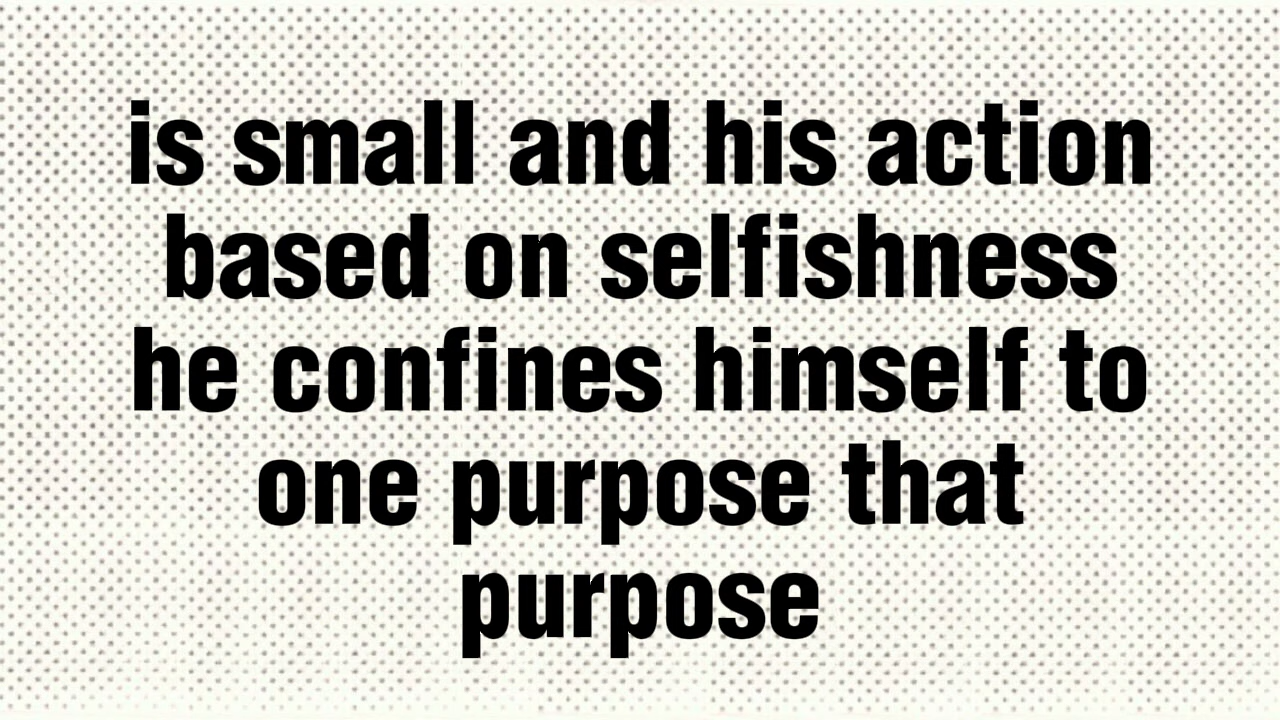 is small and his action
based on selfishness
he confines himself to
one purpose that
purpose